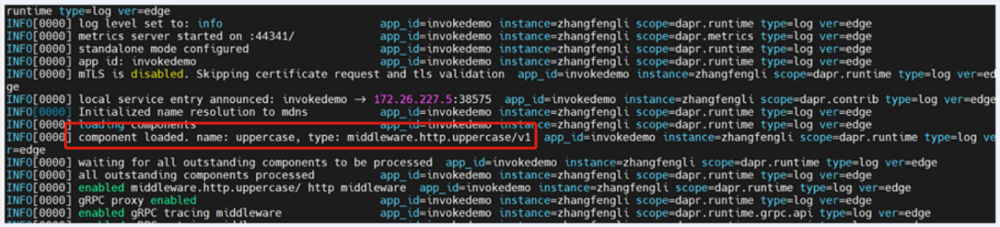 runtime type=log ver=edge
INFO[0000] log level set to: info app_id=invokedemo instance=zhangfengli scope=dapr.runtime type=log ver=edge
INFO[0000] metrics server started on :44341/ app_id=invokedemo instance=zhangfengli scope=dapr.metrics type=log ver=edge
INFO[0000] standalone mode configured app_id=invokedemo instance=zhangfengli scope=dapr.runtime type=log ver=edge
INFO[0000] app id: invokedemo app_id=invokedemo instance=zhangfengli scope=dapr.runtime type=log ver=edge
INFO[0000] mTLS is disabled. Skipping certificate request and tls validation app_id=invokedemo instance=zhangfengli scope=dapr.runtime type=log ver=ed
ge
INFO[0000] local service entry announced: invokedemo → 172.26.227.5:38575 app_id=invokedemo instance=zhangfengli scope=dapr.contrib type=log ver=edge
INFO[0000] Initialized name resolution to mdns app_id=invokedemo instance=zhangfengli scope=dapr.runtime type=log ver=edge
INFO[0000] loading components app_id=invokedemo instance=zhangfengli scope=dapr.runtime type=log ver=edge
INFO[0000] component loaded. name: uppercase, type: middleware.http.uppercase/v1 app_id=invokedemo instance=zhangfengli scope=dapr.runtime type=log ve
r=edge
INFO[0000] waiting for all outstanding components to be processed app_id=invokedemo instance=zhangfengli scope=dapr.runtime type=log ver=edge
INFO[0000] all outstanding components processed app_id=invokedemo instance=zhangfengli scope=dapr.runtime type=log ver=edge
INFO[0000] enabled middleware.http.uppercase/ http middleware app_id=invokedemo instance=zhangfengli scope=dapr.runtime type=log ver=edge
INFO[0000] gRPC proxy enabled app_id=invokedemo instance=zhangfengli scope=dapr.runtime type=log ver=edge
INFO[0000] enabled gRPC tracing middleware app_id=invokedemo instance=zhangfengli scope=dapr.runtime.grpc.api type=log ver=edge